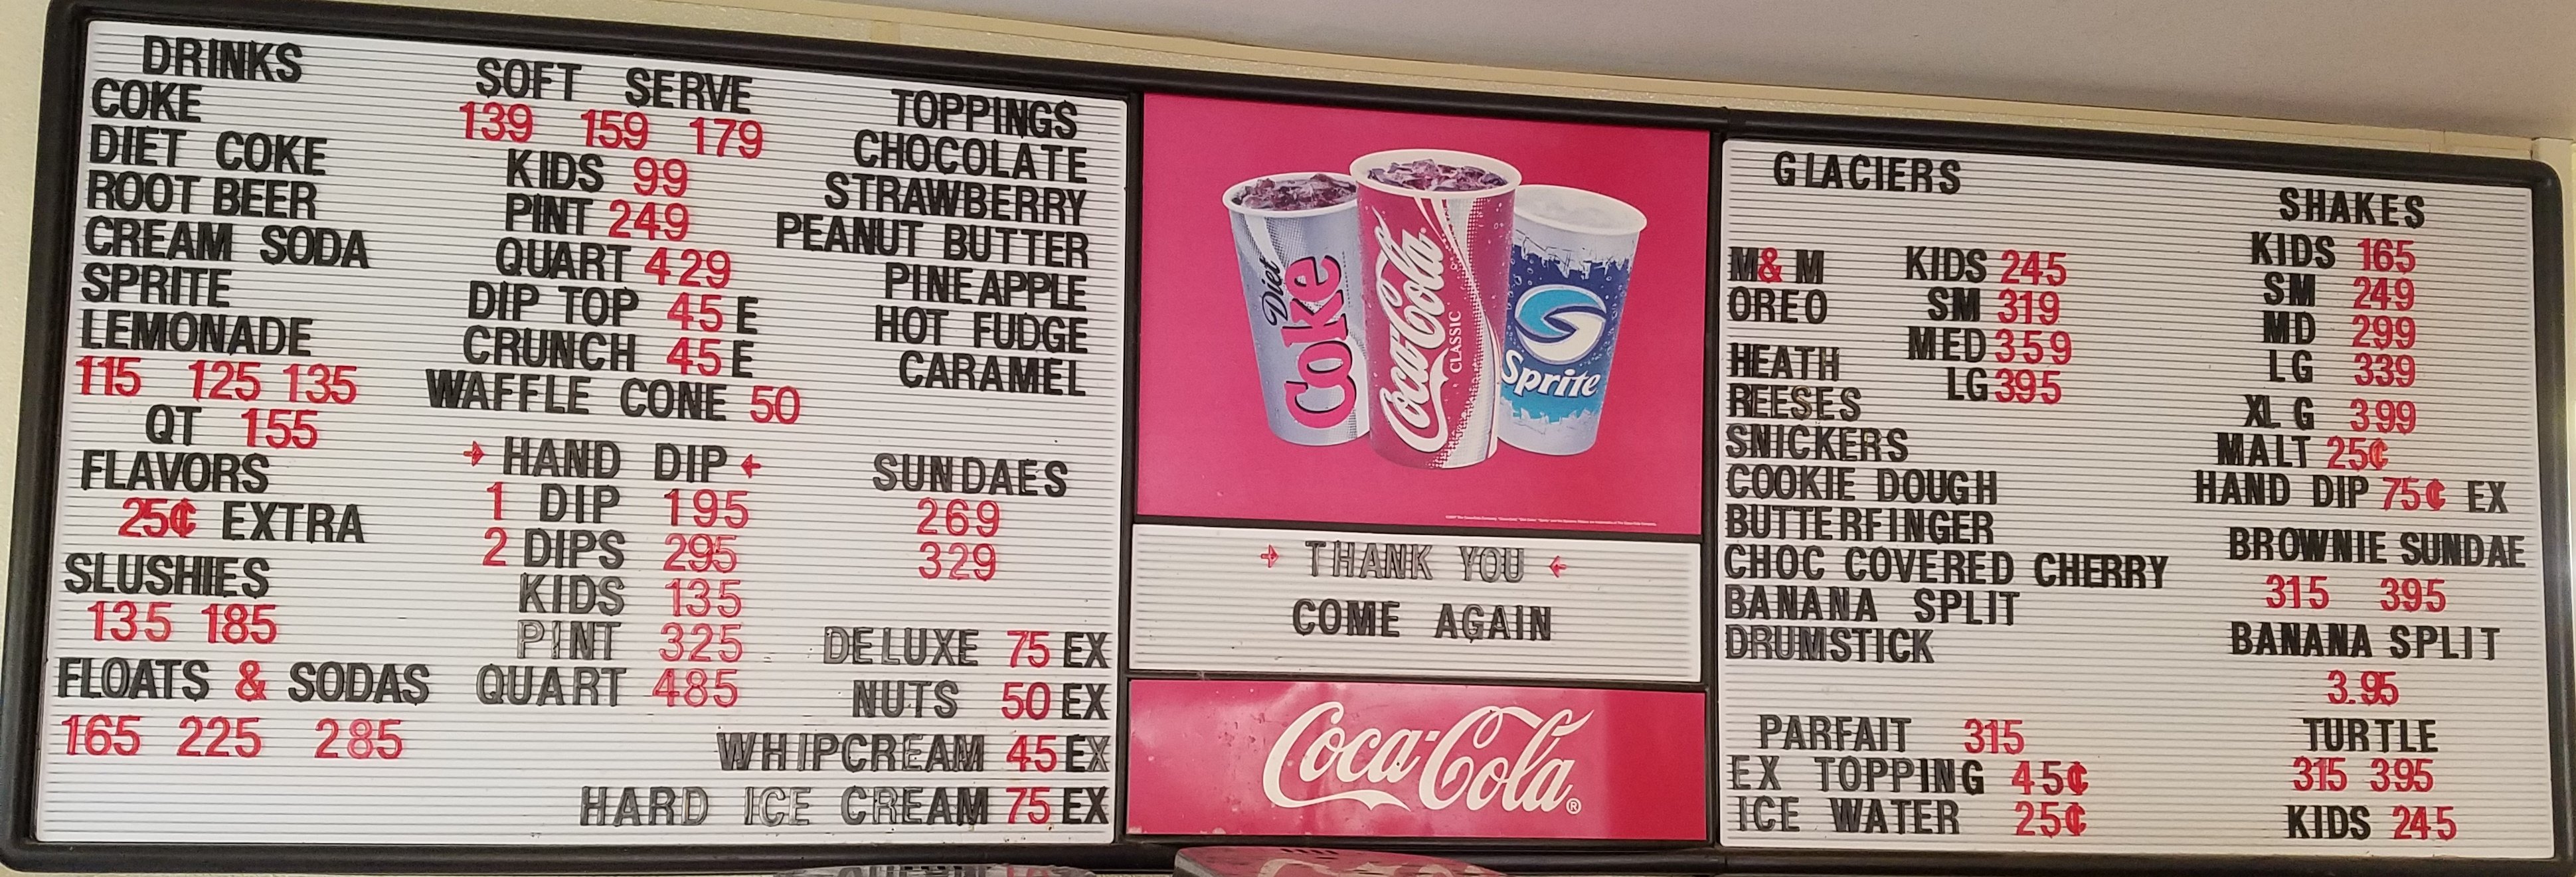 DRINKS
COKE
DIET COKE
ROOT BEER
CREAM SODA
SPRITE
LEMONADE
115 125 135
QT 155
FLAVORS
25¢ EXTRA
SLUSHIES
135 185
FLOATS & SODAS
165 225 285
SOFT SERVE
139 159 179
KIDS 99
PINT 249
QUART 429
DIP TOP 45 E
CRUNCH 45 E
WAFFLE CONE 50
→ HAND DIP ←
1 DIP 195
2 DIPS 295
KIDS 135
PINT 325
QUART 485
TOPPINGS
CHOCOLATE
STRAWBERRY
PEANUT BUTTER
PINEAPPLE
HOT FUDGE
CARAMEL
SUNDAES
269
329
DELUXE 75 EX
NUTS 50 EX
WHIPCREAM 45 EX
HARD ICE CREAM 75 EX
Diet Coke
Coca-Cola CLASSIC
Sprite
→ THANK YOU ←
COME AGAIN
Coca-Cola®
GLACIERS
M&M KIDS 245
OREO SM 319
MED 359
HEATH LG 395
REESES
SNICKERS
COOKIE DOUGH
BUTTERFINGER
CHOC COVERED CHERRY
BANANA SPLIT
DRUMSTICK
PARFAIT 315
EX TOPPING 45¢
ICE WATER 25¢
SHAKES
KIDS 165
SM 249
MD 299
LG 339
XLG 399
MALT 25¢
HAND DIP 75¢ EX
BROWNIE SUNDAE
315 395
BANANA SPLIT
3.95
TURTLE
315 395
KIDS 245